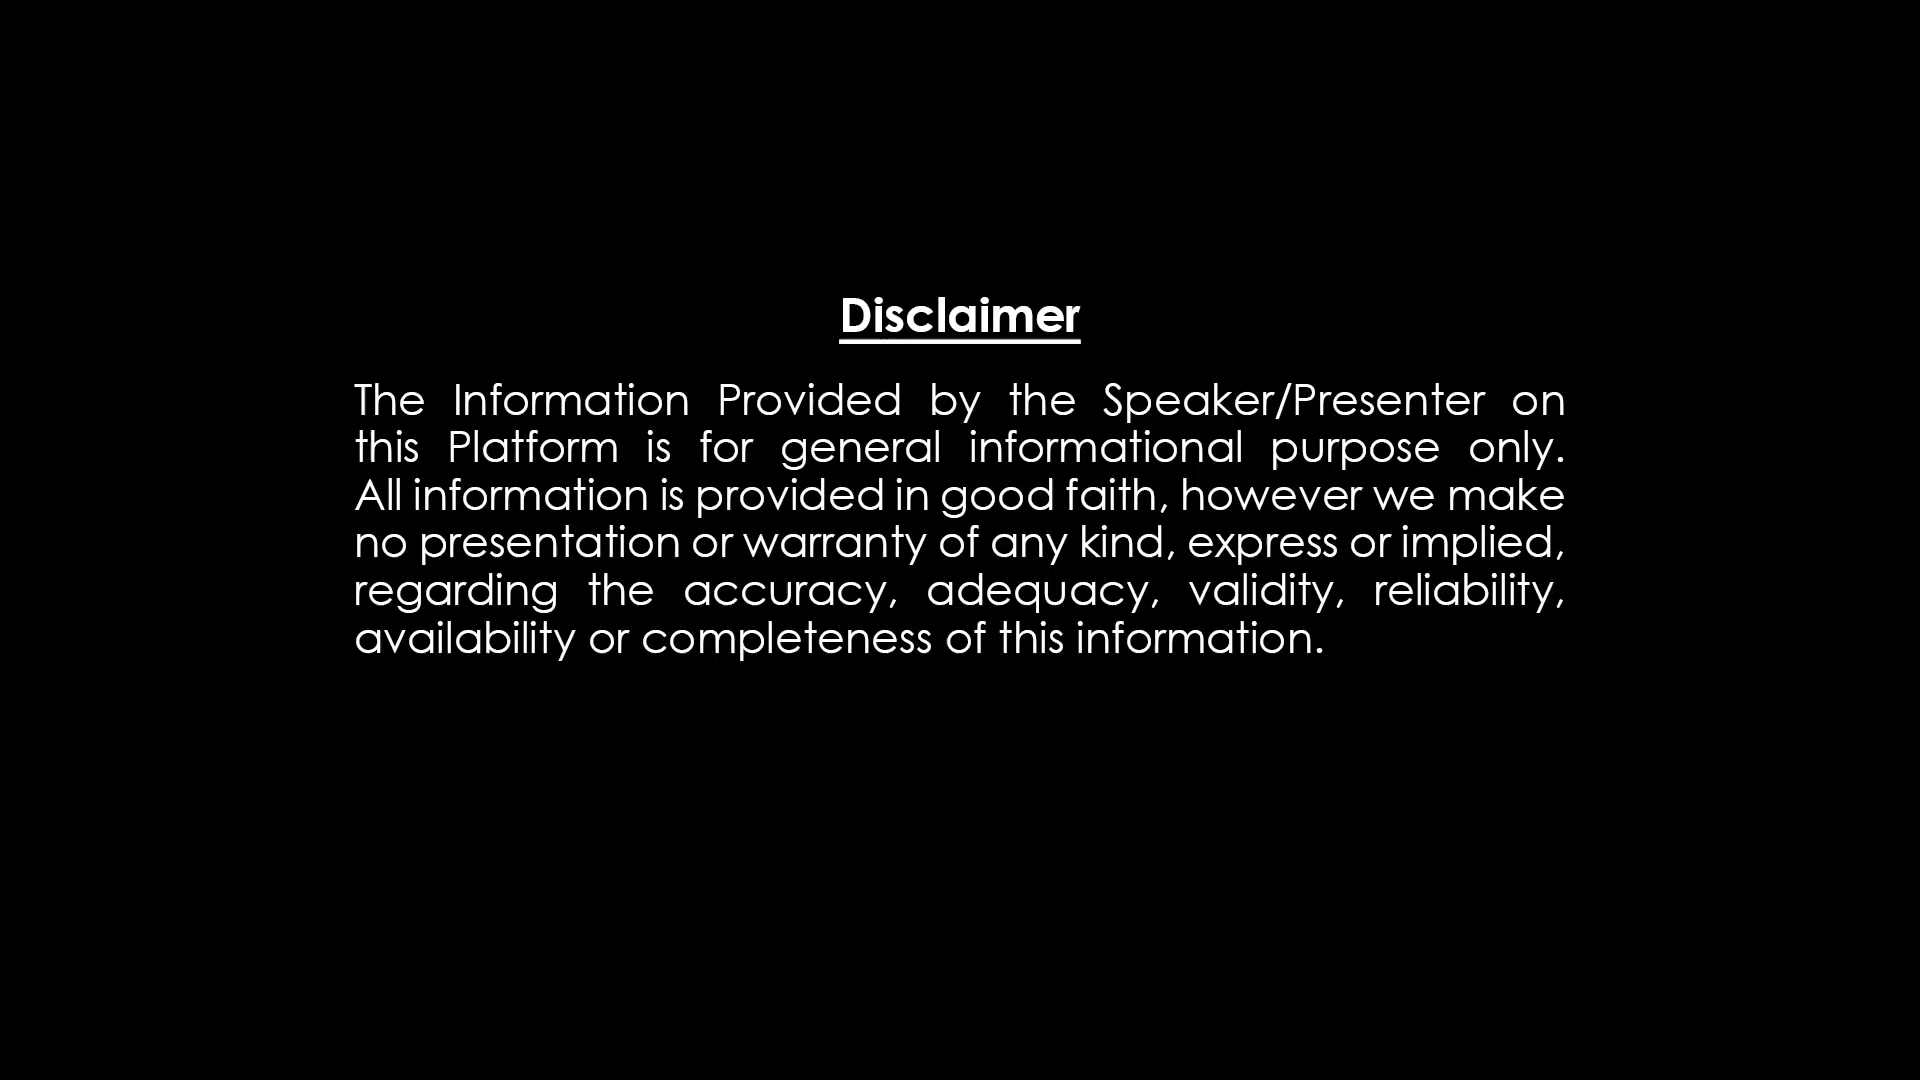 Disclaimer
The Information Provided by the Speaker/Presenter on
this Platform is for general informational purpose only.
All information is provided in good faith, however we make
no presentation or warranty of any kind, express or implied,
regarding the accuracy, adequacy, validity, reliability,
availability or completeness of this information.